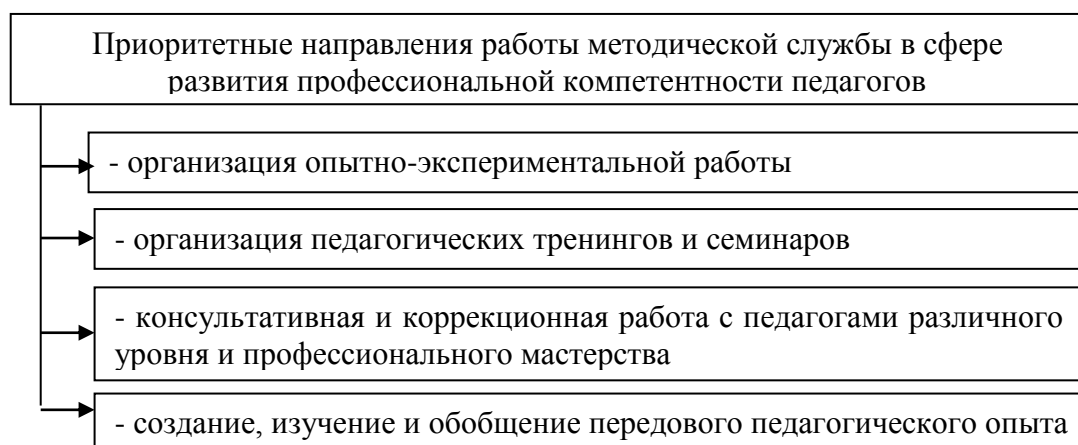 Приоритетные направления работы методической службы в сфере
развития профессиональной компетентности педагогов
- организация опытно-экспериментальной работы
- организация педагогических тренингов и семинаров
- консультативная и коррекционная работа с педагогами различного
уровня и профессионального мастерства
- создание, изучение и обобщение передового педагогического опыта